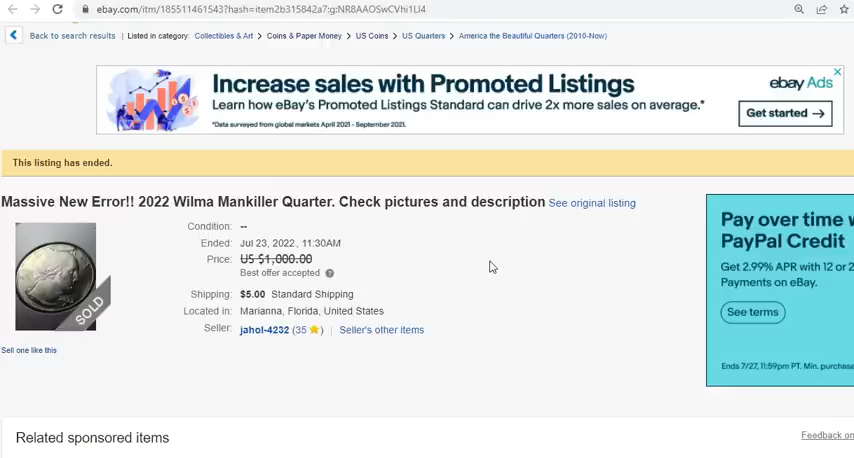 ebay.com/itm/185511461543?hash=item2b315842a7:g:NR8AAOSwCVhi1Ll4
Back to search results | Listed in category: Collectibles & Art > Coins & Paper Money > US Coins > US Quarters > America the Beautiful Quarters (2010-Now)
Increase sales with Promoted Listings
Learn how eBay's Promoted Listings Standard can drive 2x more sales on average.*
*Data surveyed from global markets April 2021 - September 2021.
ebay Ads
Get started →
This listing has ended.
Massive New Error!! 2022 Wilma Mankiller Quarter. Check pictures and description See original listing
Condition: --
Ended: Jul 23, 2022, 11:30AM
Price: US $1,000.00
Best offer accepted
Shipping: $5.00 Standard Shipping
Located in: Marianna, Florida, United States
Seller: jahol-4232 (35 ) | Seller's other items
SOLD
Sell one like this
Pay over time w
PayPal Credit
Get 2.99% APR with 12 or 2
Payments on eBay.
See terms
Ends 7/27, 11:59pm PT. Min. purchase
Related sponsored items
Feedback on